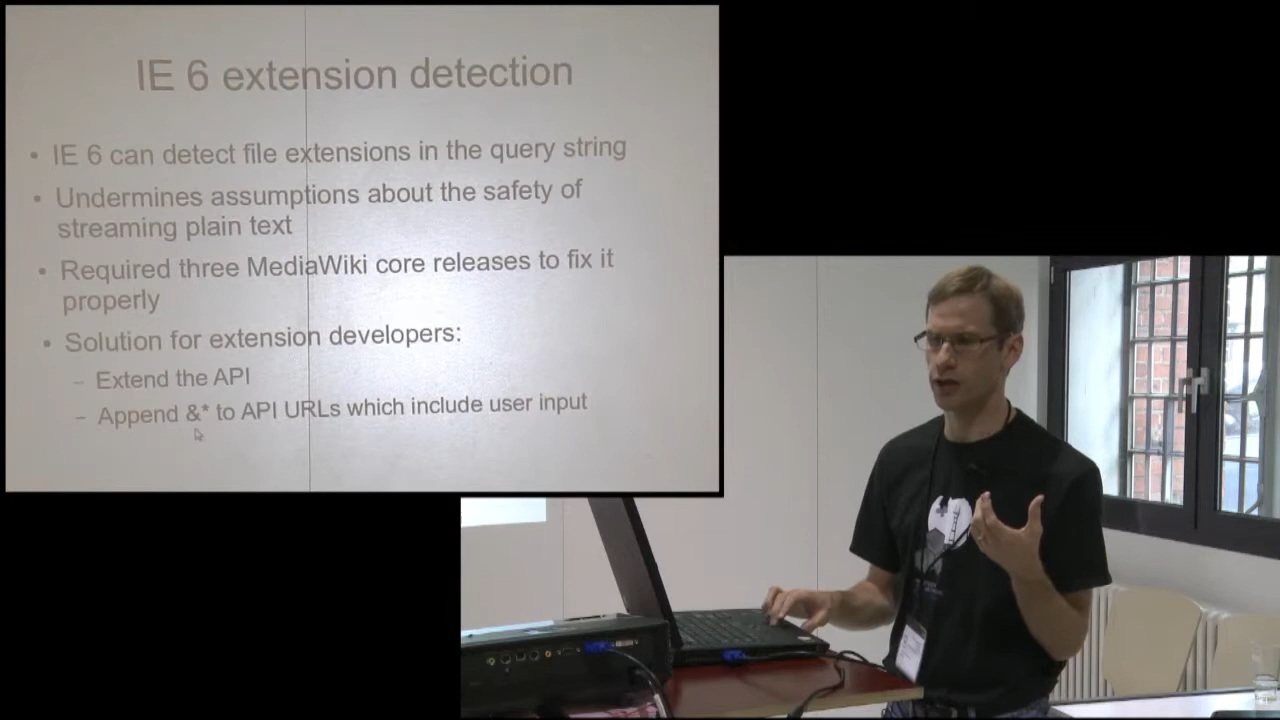 IE 6 extension detection
• IE 6 can detect file extensions in the query string
• Undermines assumptions about the safety of
streaming plain text
• Required three MediaWiki core releases to fix it
properly
• Solution for extension developers:
– Extend the API
– Append &* to API URLs which include user input